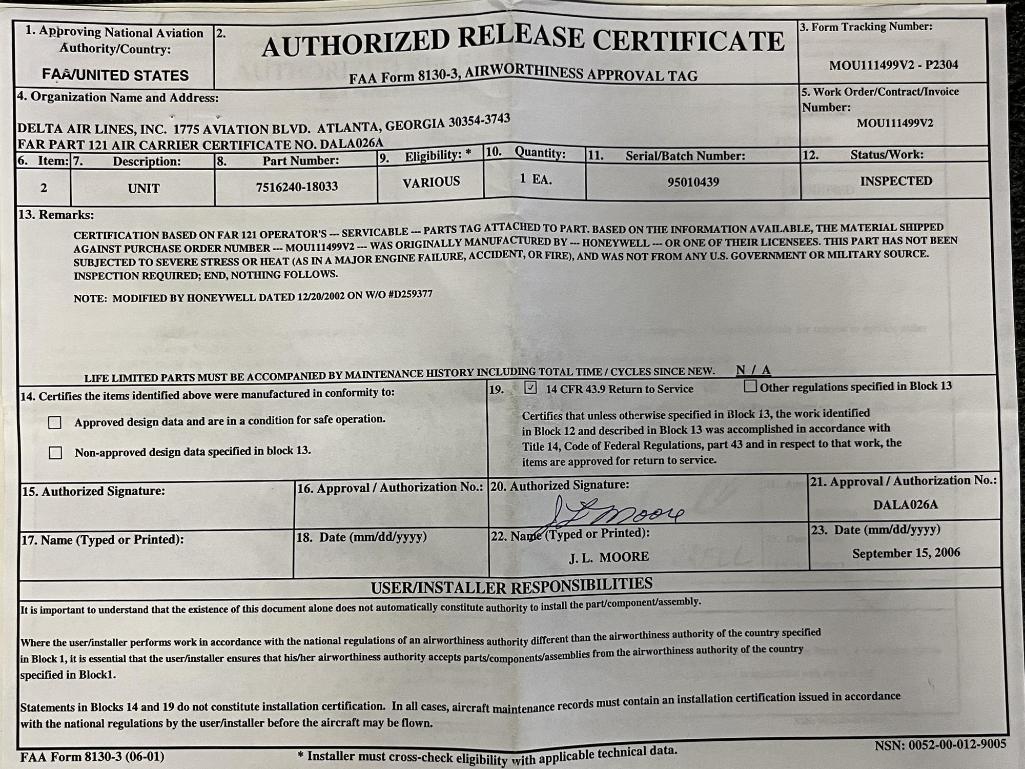 1. Approving National Aviation
Authority/Country:
FAA/UNITED STATES
2.
AUTHORIZED RELEASE CERTIFICATE
FAA Form 8130-3, AIRWORTHINESS APPROVAL TAG
3. Form Tracking Number:
MOU111499V2 - P2304
4. Organization Name and Address:
DELTA AIR LINES, INC. 1775 AVIATION BLVD. ATLANTA, GEORGIA 30354-3743
FAR PART 121 AIR CARRIER CERTIFICATE NO. DALA026A
5. Work Order/Contract/Invoice
Number:
MOU111499V2
6. Item: 7. Description: 8. Part Number: 9. Eligibility: * 10. Quantity: 11. Serial/Batch Number: 12. Status/Work:
2 UNIT 7516240-18033 VARIOUS 1 EA. 95010439 INSPECTED
13. Remarks:
CERTIFICATION BASED ON FAR 121 OPERATOR'S --- SERVICABLE --- PARTS TAG ATTACHED TO PART. BASED ON THE INFORMATION AVAILABLE, THE MATERIAL SHIPPED
AGAINST PURCHASE ORDER NUMBER --- MOU111499V2 --- WAS ORIGINALLY MANUFACTURED BY --- HONEYWELL --- OR ONE OF THEIR LICENSEES. THIS PART HAS NOT BEEN
SUBJECTED TO SEVERE STRESS OR HEAT (AS IN A MAJOR ENGINE FAILURE, ACCIDENT, OR FIRE), AND WAS NOT FROM ANY U.S. GOVERNMENT OR MILITARY SOURCE.
INSPECTION REQUIRED; END, NOTHING FOLLOWS.
NOTE: MODIFIED BY HONEYWELL DATED 12/20/2002 ON W/O #D259377
LIFE LIMITED PARTS MUST BE ACCOMPANIED BY MAINTENANCE HISTORY INCLUDING TOTAL TIME / CYCLES SINCE NEW. N / A
14. Certifies the items identified above were manufactured in conformity to:
Approved design data and are in a condition for safe operation.
Non-approved design data specified in block 13.
19. 14 CFR 43.9 Return to Service Other regulations specified in Block 13
Certifies that unless otherwise specified in Block 13, the work identified
in Block 12 and described in Block 13 was accomplished in accordance with
Title 14, Code of Federal Regulations, part 43 and in respect to that work, the
items are approved for return to service.
15. Authorized Signature:
16. Approval / Authorization No.:
20. Authorized Signature:
J L Moore
21. Approval / Authorization No.:
DALA026A
17. Name (Typed or Printed):
18. Date (mm/dd/yyyy)
22. Name (Typed or Printed):
J. L. MOORE
23. Date (mm/dd/yyyy)
September 15, 2006
USER/INSTALLER RESPONSIBILITIES
It is important to understand that the existence of this document alone does not automatically constitute authority to install the part/component/assembly.
Where the user/installer performs work in accordance with the national regulations of an airworthiness authority different than the airworthiness authority of the country specified
in Block 1, it is essential that the user/installer ensures that his/her airworthiness authority accepts parts/components/assemblies from the airworthiness authority of the country
specified in Block1.
Statements in Blocks 14 and 19 do not constitute installation certification. In all cases, aircraft maintenance records must contain an installation certification issued in accordance
with the national regulations by the user/installer before the aircraft may be flown.
FAA Form 8130-3 (06-01)
* Installer must cross-check eligibility with applicable technical data.
NSN: 0052-00-012-9005